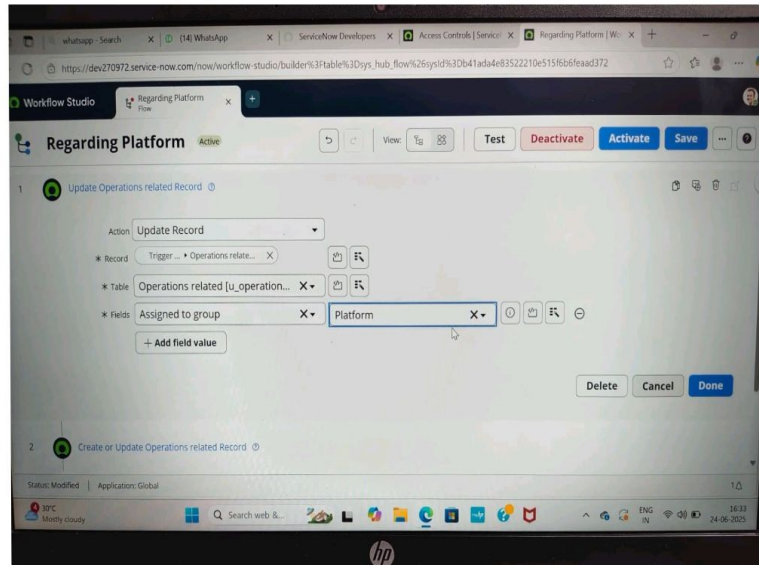 whatsapp - Search
(14) WhatsApp
ServiceNow Developers
Access Controls | Service
Regarding Platform | Wo
https://dev270972.service-now.com/now/workflow-studio/builder%3Ftable%3Dsys_hub_flow%26sysId%3Db41ada4e83522210e515f6b6feaad372
Workflow Studio
Regarding Platform
Flow
Regarding Platform Active View: Test Deactivate Activate Save
1 Update Operations related Record
Action Update Record
* Record Trigger ... Operations relate... X
* Table Operations related [u_operation... X
* Fields Assigned to group X Platform X
+ Add field value
Delete Cancel Done
2 Create or Update Operations related Record
Status: Modified | Application: Global
30°C
Mostly cloudy
Search web &...
ENG
IN
16:33
24-06-2025
hp